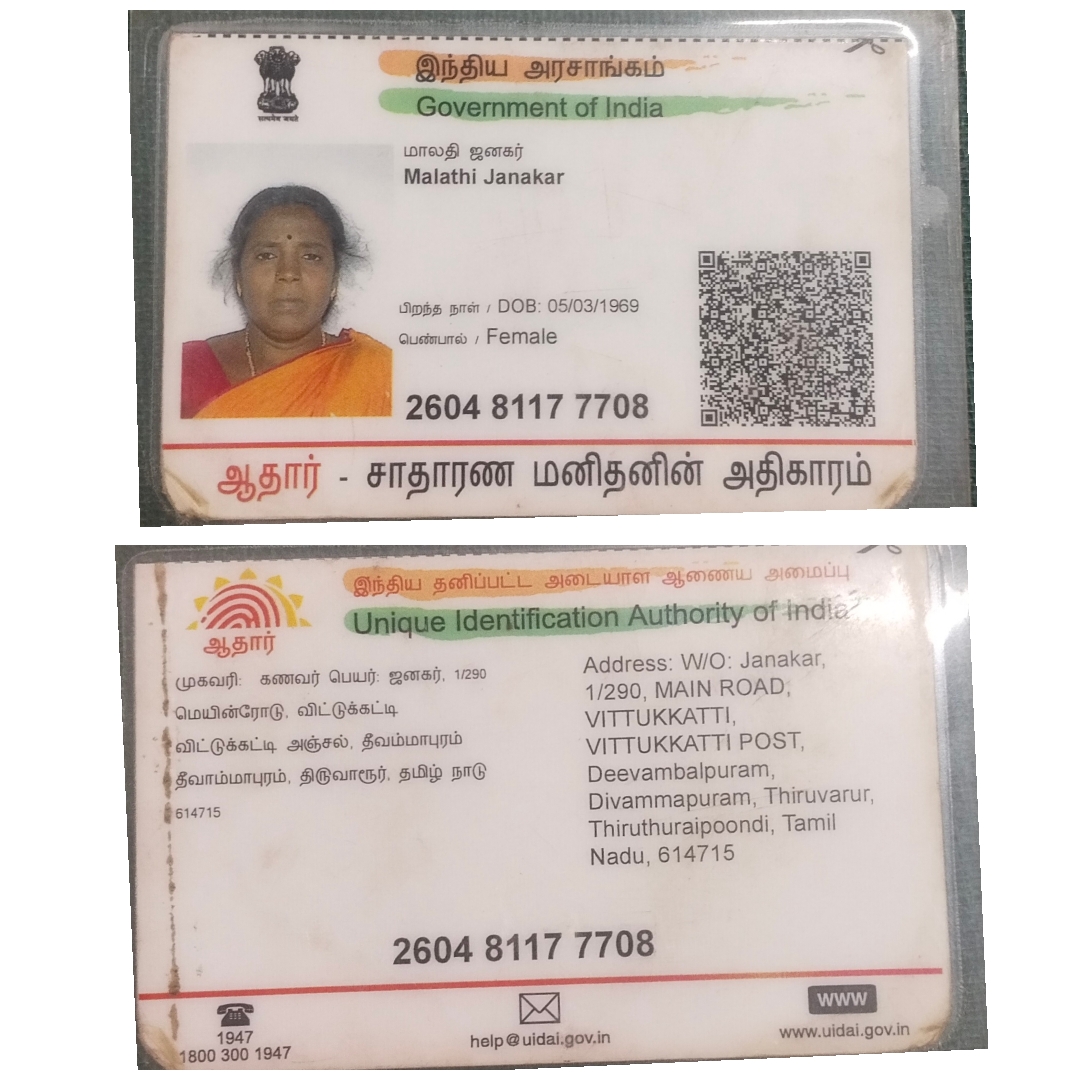 இந்திய அரசாங்கம்
Government of India
सत्यमेव जयते
மாலதி ஜனகர்
Malathi Janakar
பிறந்த நாள் / DOB: 05/03/1969
பெண்பால் / Female
2604 8117 7708
ஆதார் - சாதாரண மனிதனின் அதிகாரம்
இந்திய தனிப்பட்ட அடையாள ஆணைய அமைப்பு
Unique Identification Authority of India
ஆதார்
முகவரி: கணவர் பெயர்: ஜனகர், 1/290
மெயின்ரோடு, விட்டுக்கட்டி
விட்டுக்கட்டி அஞ்சல், தீவம்மாபுரம்
தீவாம்மாபுரம், திருவாரூர், தமிழ் நாடு
614715
Address: W/O: Janakar,
1/290, MAIN ROAD,
VITTUKKATTI,
VITTUKKATTI POST,
Deevambalpuram,
Divammapuram, Thiruvarur,
Thiruthuraipoondi, Tamil
Nadu, 614715
2604 8117 7708
1947
1800 300 1947
help@uidai.gov.in
WWW
www.uidai.gov.in